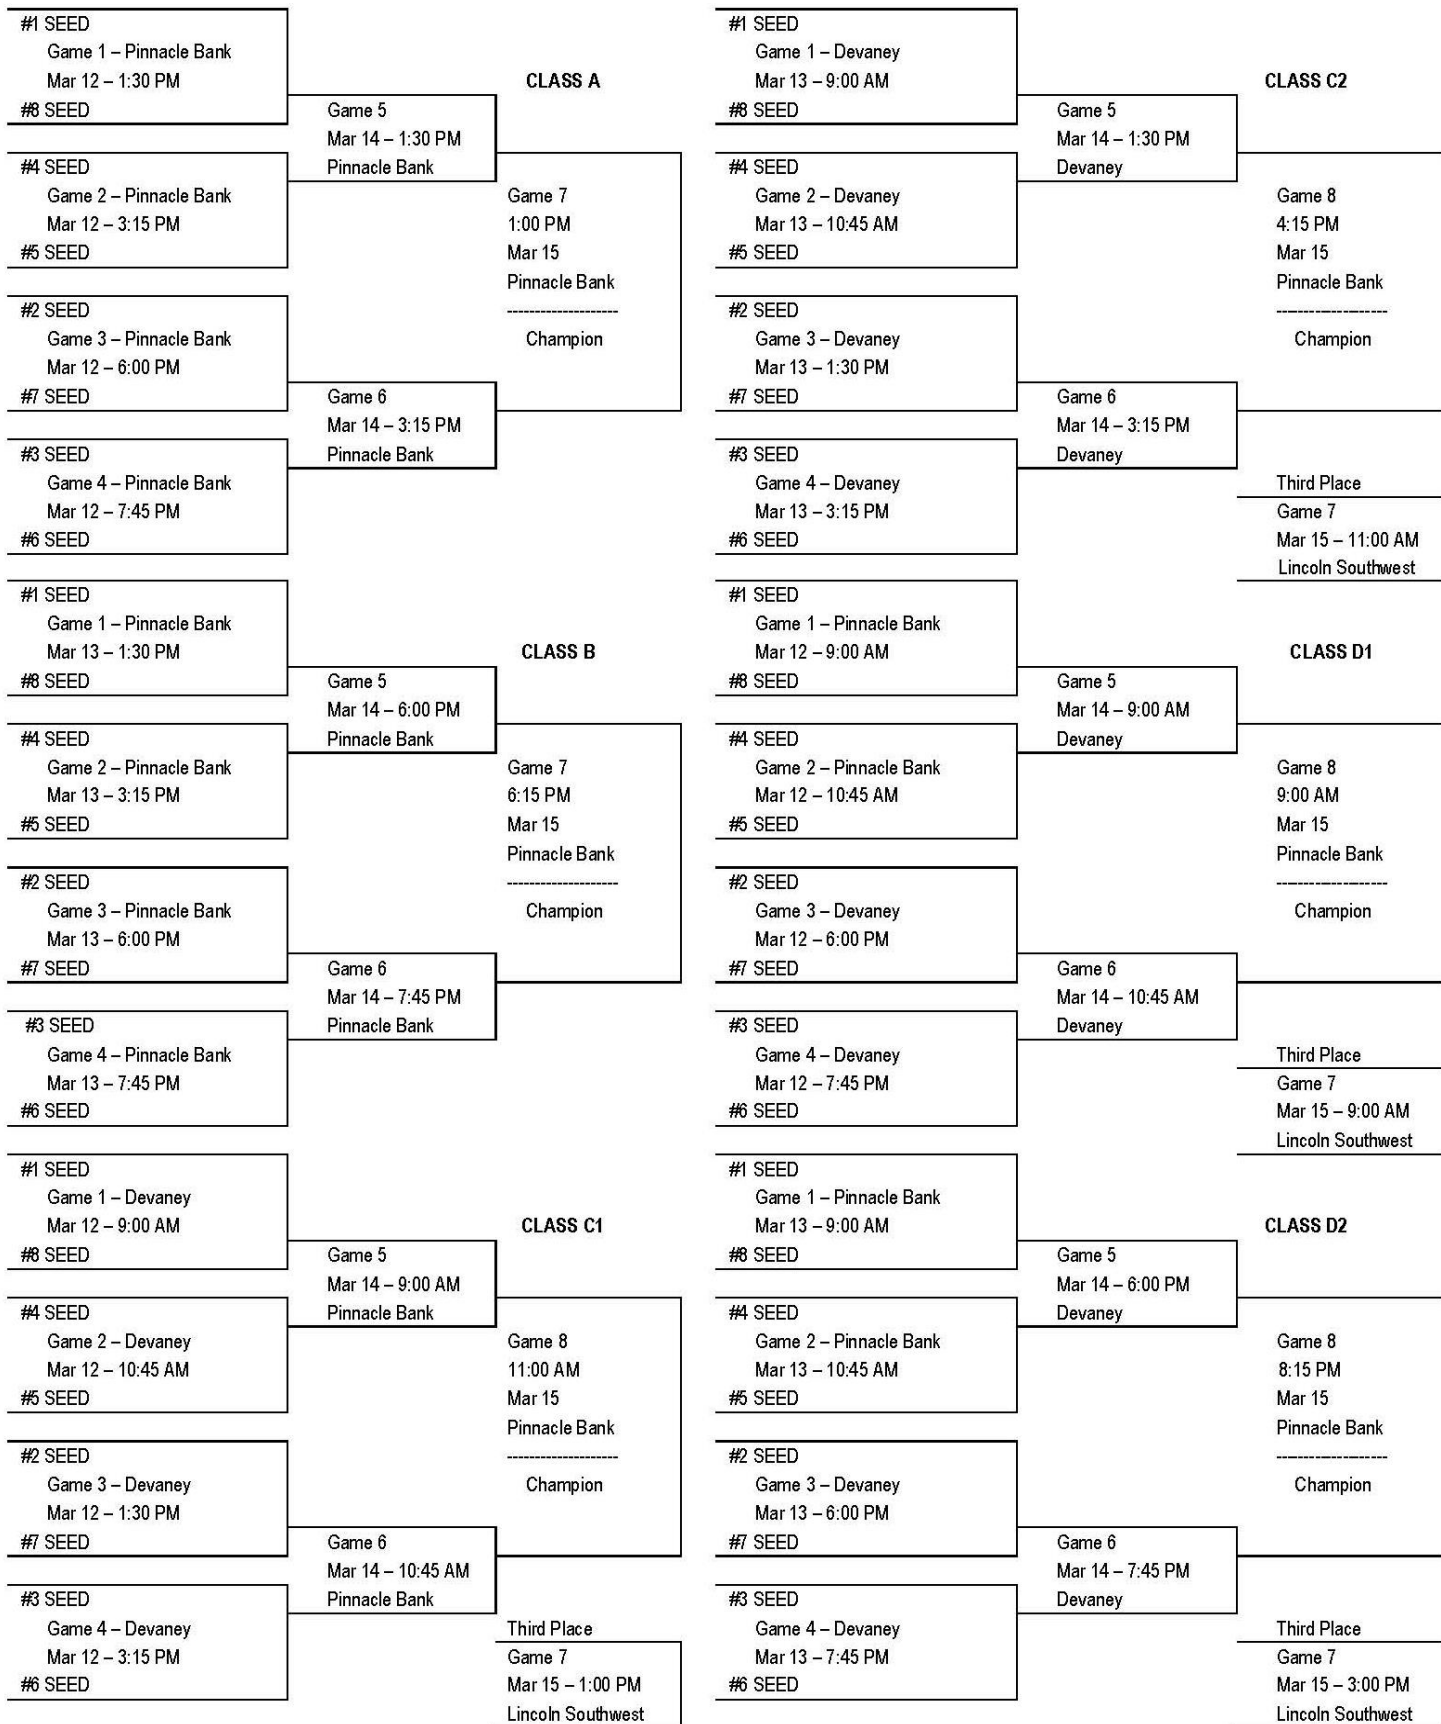 #1 SEED
Game 1 – Pinnacle Bank
Mar 12 – 1:30 PM
#8 SEED
CLASS A
Game 5
Mar 14 – 1:30 PM
Pinnacle Bank
#4 SEED
Game 2 – Pinnacle Bank
Mar 12 – 3:15 PM
#5 SEED
Game 7
1:00 PM
Mar 15
Pinnacle Bank
--------------------
Champion
#2 SEED
Game 3 – Pinnacle Bank
Mar 12 – 6:00 PM
#7 SEED
Game 6
Mar 14 – 3:15 PM
Pinnacle Bank
#3 SEED
Game 4 – Pinnacle Bank
Mar 12 – 7:45 PM
#6 SEED
#1 SEED
Game 1 – Pinnacle Bank
Mar 13 – 1:30 PM
#8 SEED
CLASS B
Game 5
Mar 14 – 6:00 PM
Pinnacle Bank
#4 SEED
Game 2 – Pinnacle Bank
Mar 13 – 3:15 PM
#5 SEED
Game 7
6:15 PM
Mar 15
Pinnacle Bank
--------------------
Champion
#2 SEED
Game 3 – Pinnacle Bank
Mar 13 – 6:00 PM
#7 SEED
Game 6
Mar 14 – 7:45 PM
Pinnacle Bank
#3 SEED
Game 4 – Pinnacle Bank
Mar 13 – 7:45 PM
#6 SEED
#1 SEED
Game 1 – Devaney
Mar 12 – 9:00 AM
#8 SEED
CLASS C1
Game 5
Mar 14 – 9:00 AM
Pinnacle Bank
#4 SEED
Game 2 – Devaney
Mar 12 – 10:45 AM
#5 SEED
Game 8
11:00 AM
Mar 15
Pinnacle Bank
--------------------
Champion
#2 SEED
Game 3 – Devaney
Mar 12 – 1:30 PM
#7 SEED
Game 6
Mar 14 – 10:45 AM
Pinnacle Bank
#3 SEED
Game 4 – Devaney
Mar 12 – 3:15 PM
#6 SEED
Third Place
Game 7
Mar 15 – 1:00 PM
Lincoln Southwest
#1 SEED
Game 1 – Devaney
Mar 13 – 9:00 AM
#8 SEED
CLASS C2
Game 5
Mar 14 – 1:30 PM
Devaney
#4 SEED
Game 2 – Devaney
Mar 13 – 10:45 AM
#5 SEED
Game 8
4:15 PM
Mar 15
Pinnacle Bank
--------------------
Champion
#2 SEED
Game 3 – Devaney
Mar 13 – 1:30 PM
#7 SEED
Game 6
Mar 14 – 3:15 PM
Devaney
#3 SEED
Game 4 – Devaney
Mar 13 – 3:15 PM
#6 SEED
Third Place
Game 7
Mar 15 – 11:00 AM
Lincoln Southwest
#1 SEED
Game 1 – Pinnacle Bank
Mar 12 – 9:00 AM
#8 SEED
CLASS D1
Game 5
Mar 14 – 9:00 AM
Devaney
#4 SEED
Game 2 – Pinnacle Bank
Mar 12 – 10:45 AM
#5 SEED
Game 8
9:00 AM
Mar 15
Pinnacle Bank
--------------------
Champion
#2 SEED
Game 3 – Devaney
Mar 12 – 6:00 PM
#7 SEED
Game 6
Mar 14 – 10:45 AM
Devaney
#3 SEED
Game 4 – Devaney
Mar 12 – 7:45 PM
#6 SEED
Third Place
Game 7
Mar 15 – 9:00 AM
Lincoln Southwest
#1 SEED
Game 1 – Pinnacle Bank
Mar 13 – 9:00 AM
#8 SEED
CLASS D2
Game 5
Mar 14 – 6:00 PM
Devaney
#4 SEED
Game 2 – Pinnacle Bank
Mar 13 – 10:45 AM
#5 SEED
Game 8
8:15 PM
Mar 15
Pinnacle Bank
--------------------
Champion
#2 SEED
Game 3 – Devaney
Mar 13 – 6:00 PM
#7 SEED
Game 6
Mar 14 – 7:45 PM
Devaney
#3 SEED
Game 4 – Devaney
Mar 13 – 7:45 PM
#6 SEED
Third Place
Game 7
Mar 15 – 3:00 PM
Lincoln Southwest